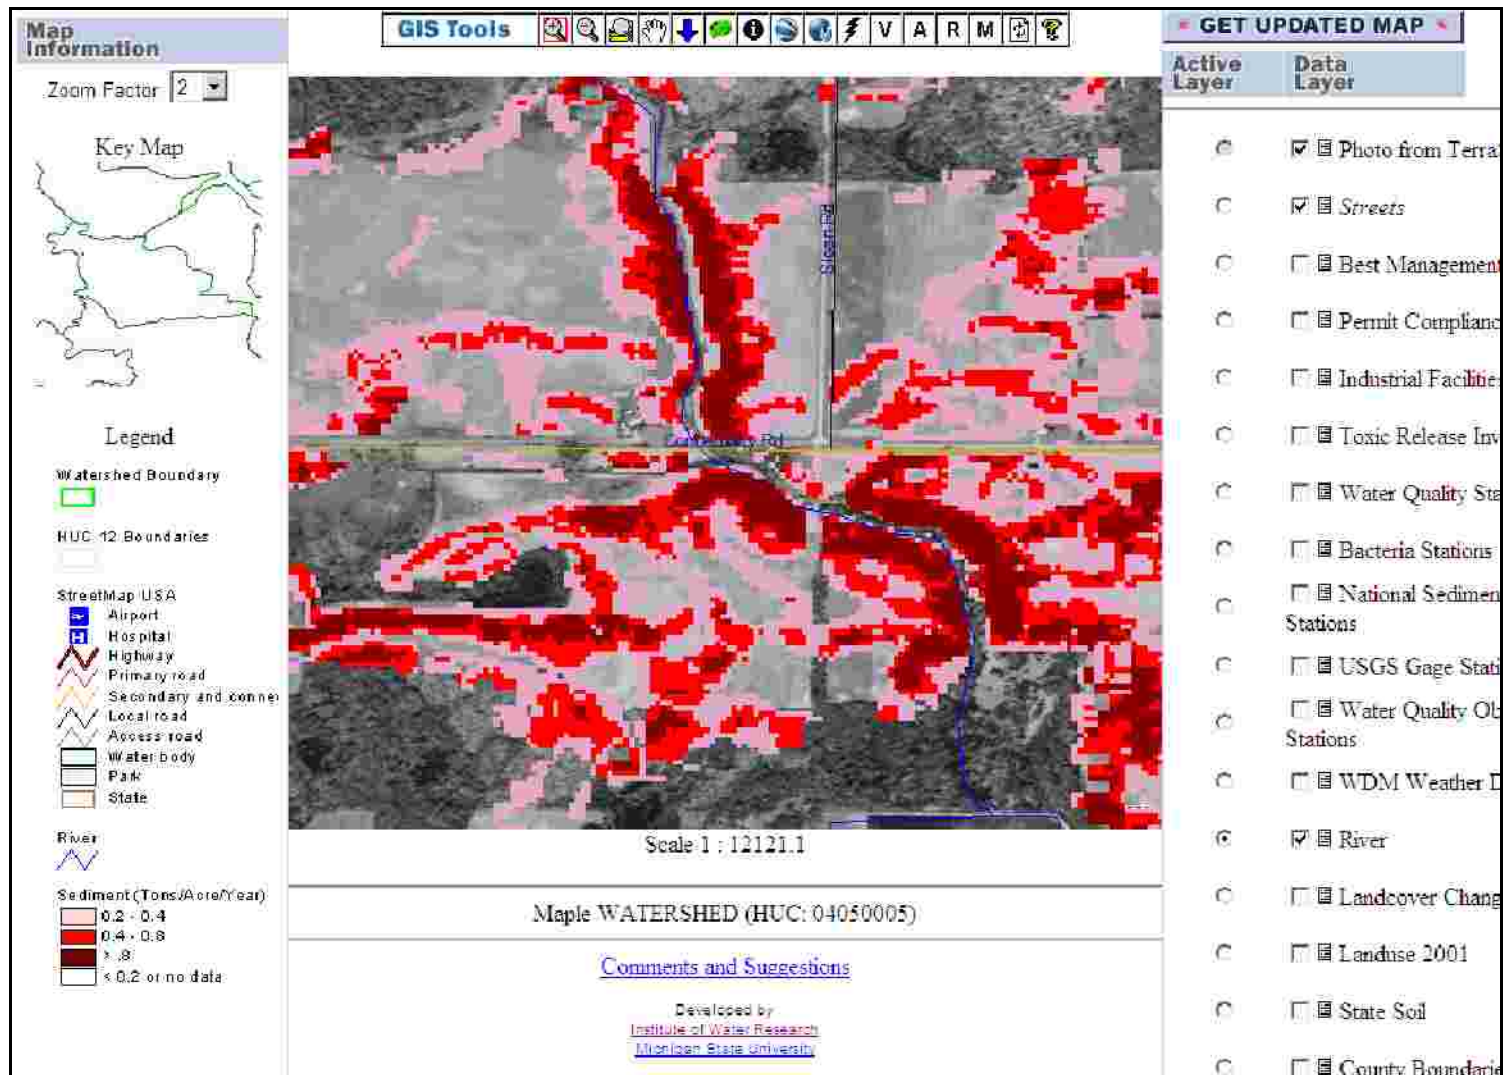 Map
Information
Zoom Factor 2
Key Map
Legend
Watershed Boundary
HUC 12 Boundaries
StreetMap USA
Airport
H Hospital
Highway
Primary road
Secondary and conne
Local road
Access road
Water body
Park
State
River
Sediment (Tons/Acre/Year)
0.2 - 0.4
0.4 - 0.8
> .8
< 0.2 or no data
GIS Tools
V A R M
Rd
Scale 1 : 12121.1
Maple WATERSHED (HUC: 04050005)
Comments and Suggestions
Developed by
Institute of Water Research
Michigan State University
GET UPDATED MAP
Active
Layer
Data
Layer
Photo from Terra
Streets
Best Management
Permit Complianc
Industrial Facilitie
Toxic Release Inv
Water Quality Sta
Bacteria Stations
National Sedimen
Stations
USGS Gage Stati
Water Quality Ob
Stations
WDM Weather D
River
Landcover Chang
Landuse 2001
State Soil
County Boundarie